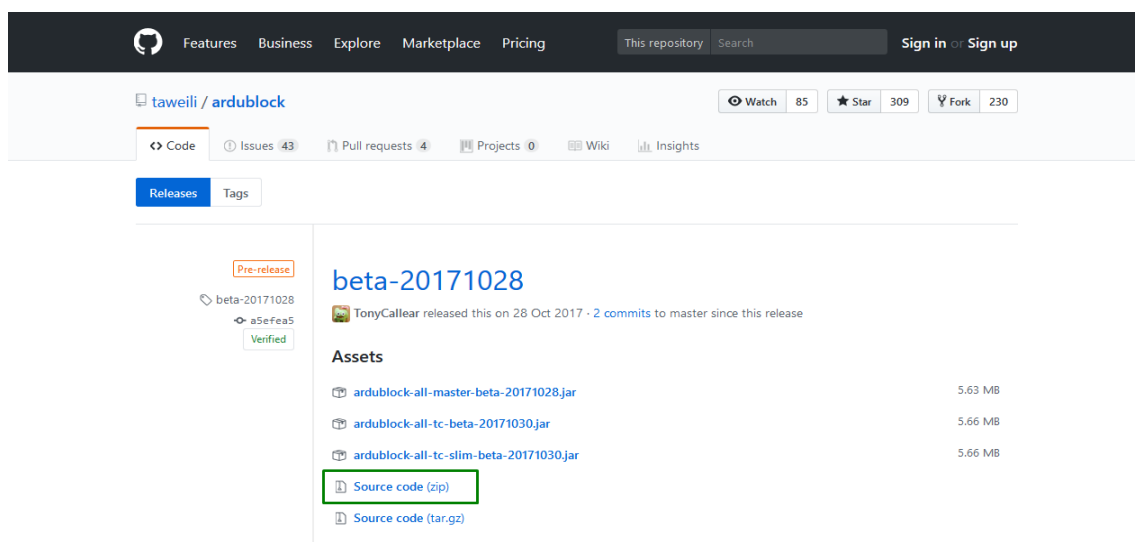 Features Business Explore Marketplace Pricing This repository Search Sign in or Sign up
taweili / ardublock Watch 85 Star 309 Fork 230
<> Code Issues 43 Pull requests 4 Projects 0 Wiki Insights
Releases Tags
Pre-release
beta-20171028
a5efea5
Verified
beta-20171028
TonyCallear released this on 28 Oct 2017 · 2 commits to master since this release
Assets
ardublock-all-master-beta-20171028.jar 5.63 MB
ardublock-all-tc-beta-20171030.jar 5.66 MB
ardublock-all-tc-slim-beta-20171030.jar 5.66 MB
Source code (zip)
Source code (tar.gz)